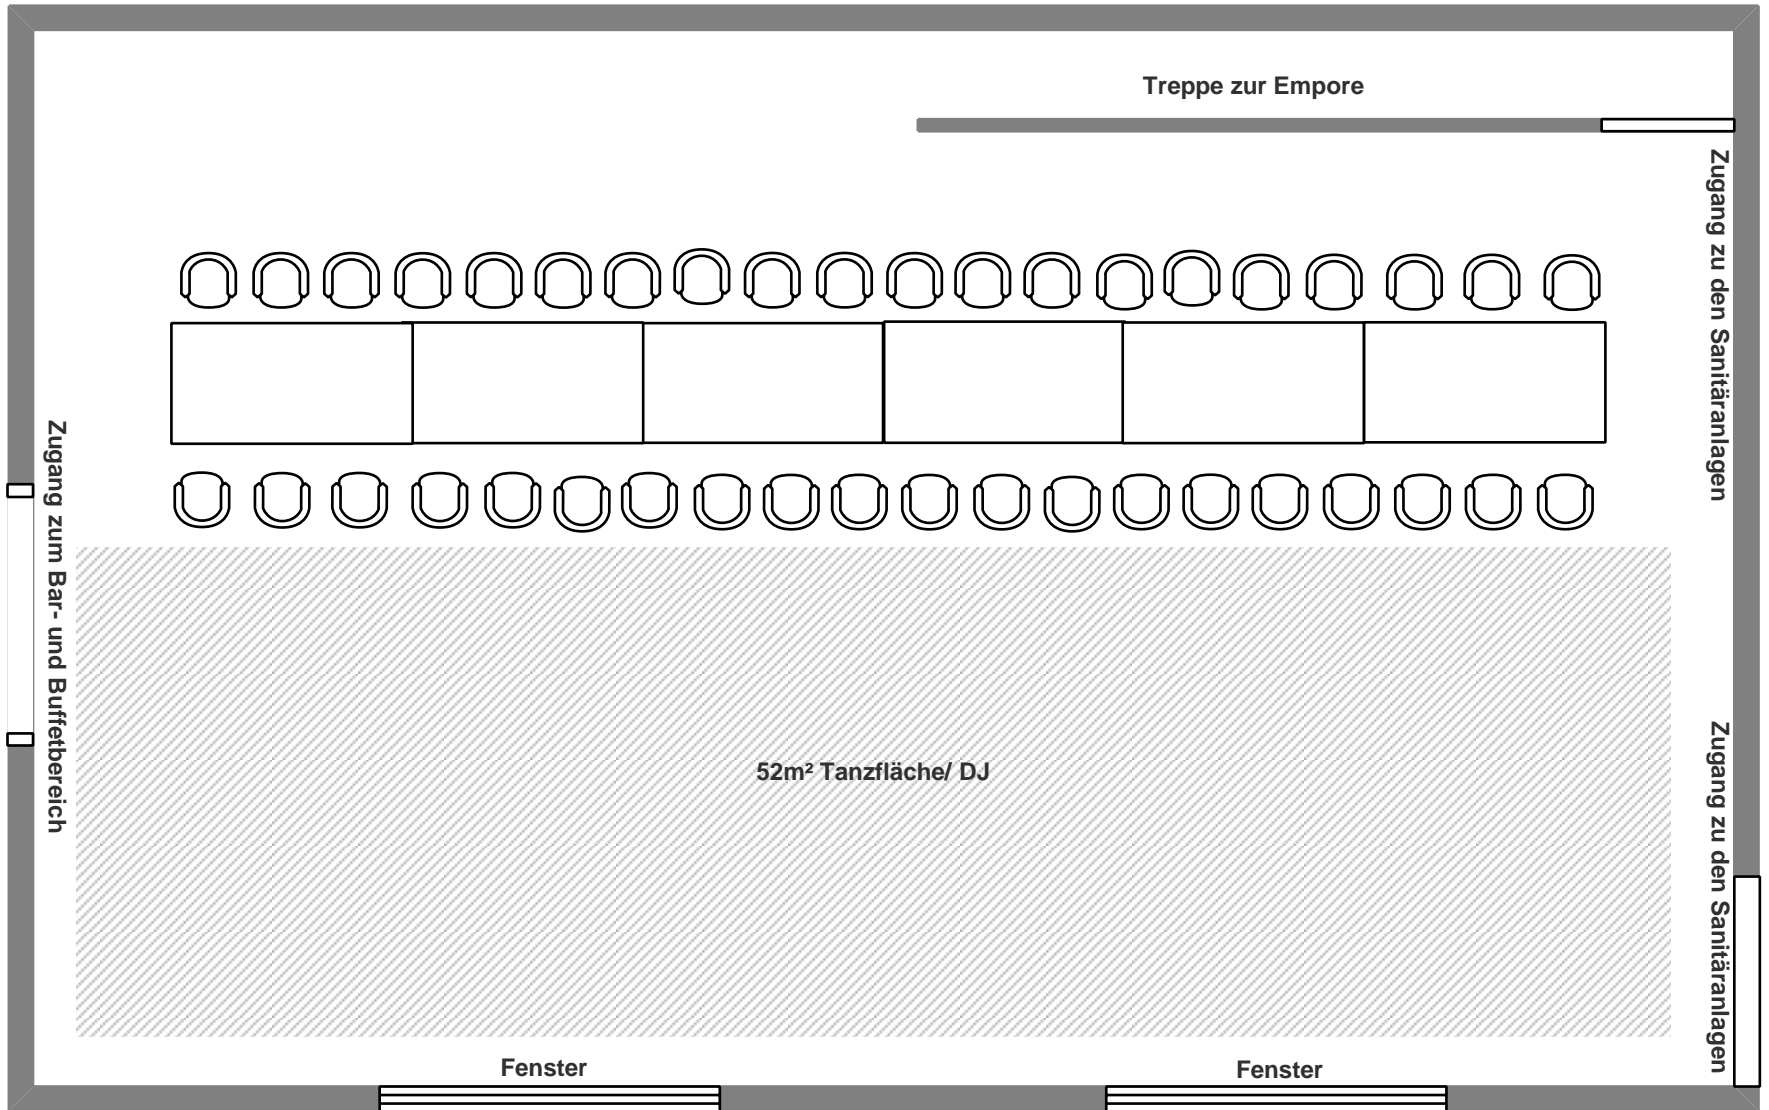 Treppe zur Empore
Zugang zu den Sanitäranlagen
Zugang zum Bar- und Buffetbereich
52m² Tanzfläche/ DJ
Zugang zu den Sanitäranlagen
Fenster
Fenster